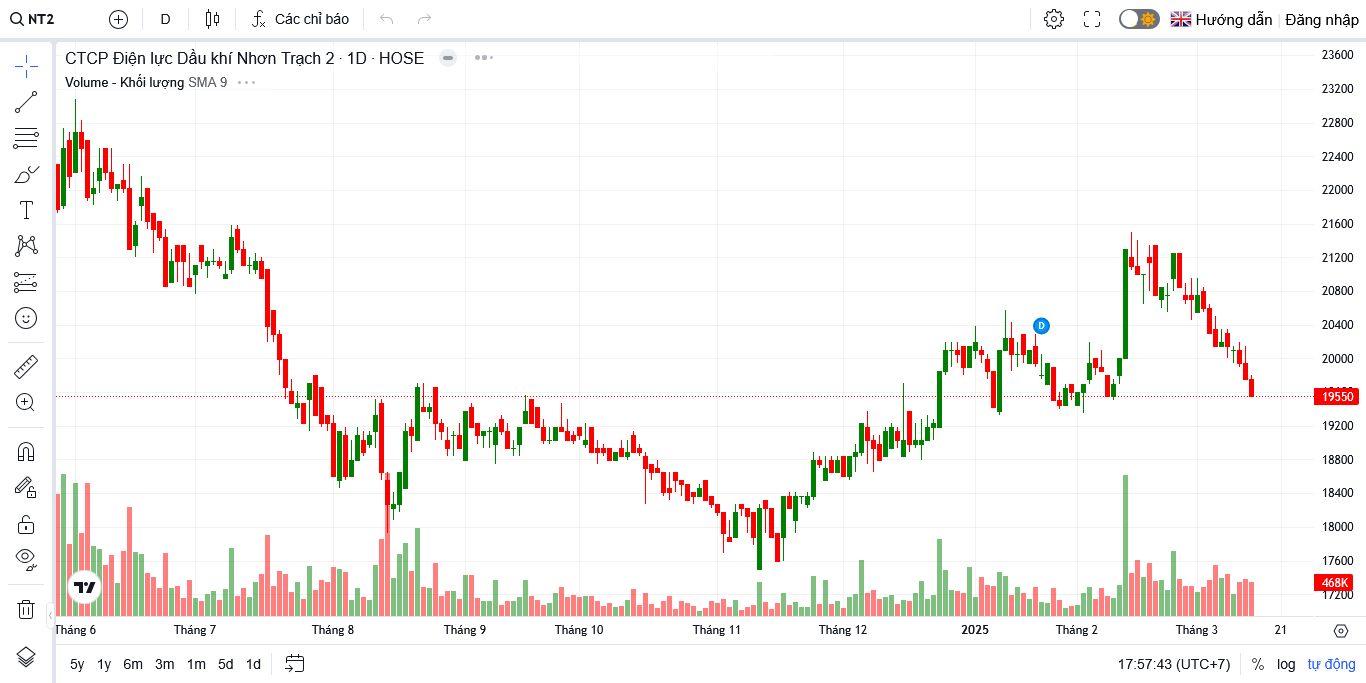 NT2 D Các chỉ báo Hướng dẫn Đăng nhập
CTCP Điện lực Dầu khí Nhơn Trạch 2 · 1D · HOSE
Volume - Khối lượng SMA 9
23600
23200
22800
22400
22000
21600
21200
20800
20400
20000
D
19550
19200
18800
18400
18000
17600
468K
17200
Tháng 6 Tháng 7 Tháng 8 Tháng 9 Tháng 10 Tháng 11 Tháng 12 2025 Tháng 2 Tháng 3 21
5y 1y 6m 3m 1m 5d 1d 17:57:43 (UTC+7) % log tự động